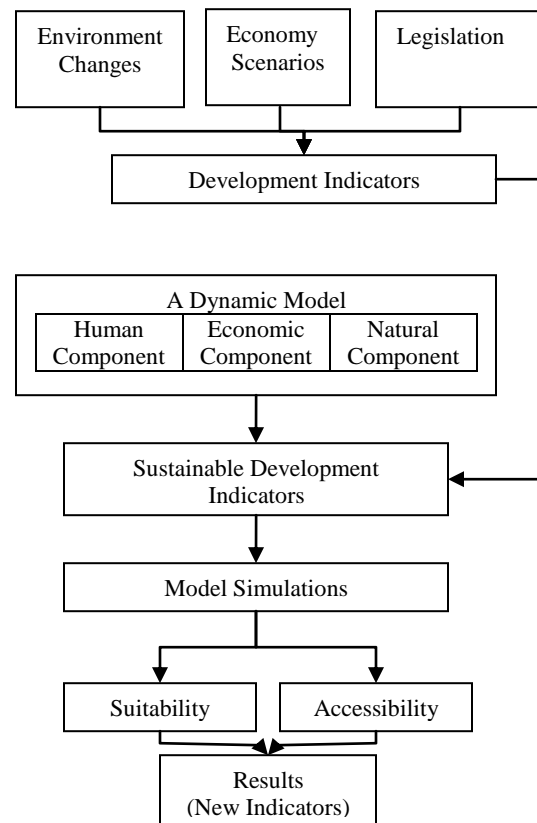 Environment
Changes
Economy
Scenarios
Legislation
Development Indicators
A Dynamic Model
Human
Component
Economic
Component
Natural
Component
Sustainable Development
Indicators
Model Simulations
Suitability
Accessibility
Results
(New Indicators)